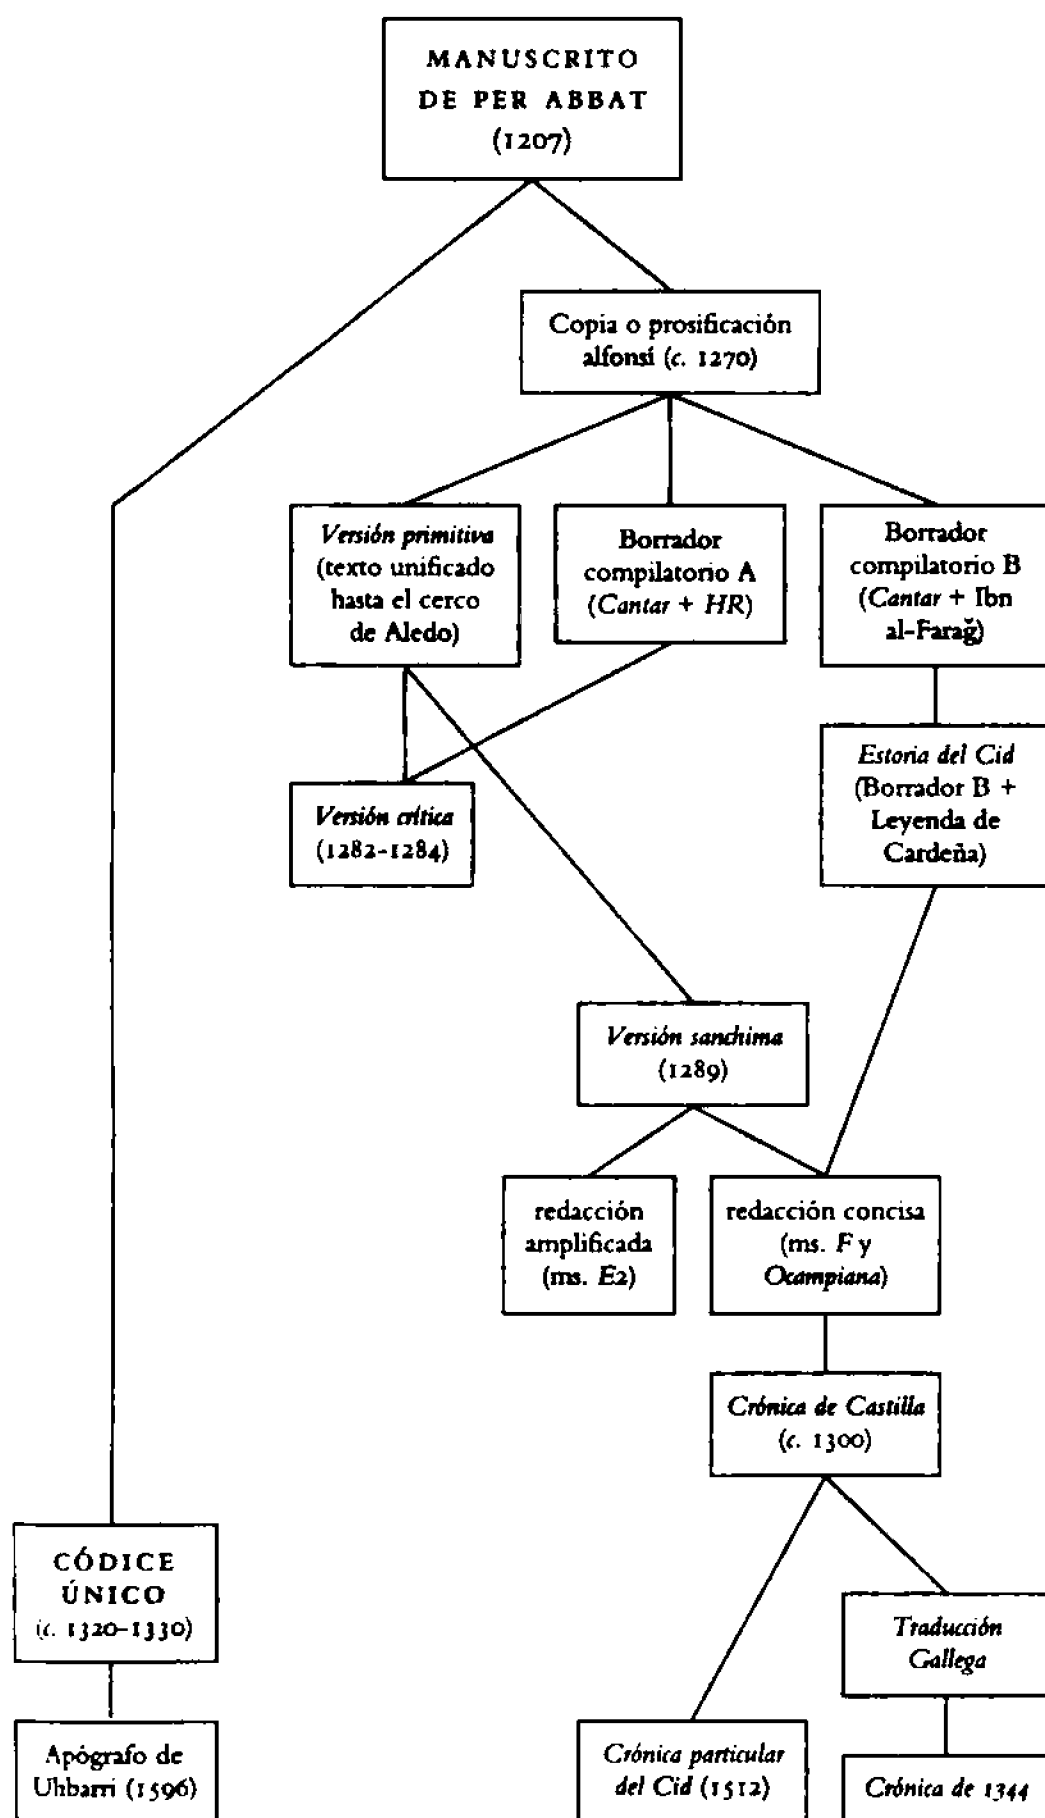 MANUSCRITO
DE PER ABBAT
(1207)
Copia o prosificación
alfonsí (c. 1270)
Versión primitiva
(texto unificado
hasta el cerco
de Aledo)
Borrador
compilatorio A
(Cantar + HR)
Borrador
compilatorio B
(Cantar + Ibn
al-Faraǧ)
Estoria del Cid
(Borrador B +
Leyenda de
Cardeña)
Versión crítica
(1282-1284)
Versión sanchina
(1289)
redacción
amplificada
(ms. E2)
redacción concisa
(ms. F y
Ocampiana)
Crónica de Castilla
(c. 1300)
CÓDICE
ÚNICO
(c. 1320-1330)
Traducción
Gallega
Apógrafo de
Ulibarri (1596)
Crónica particular
del Cid (1512)
Crónica de 1344